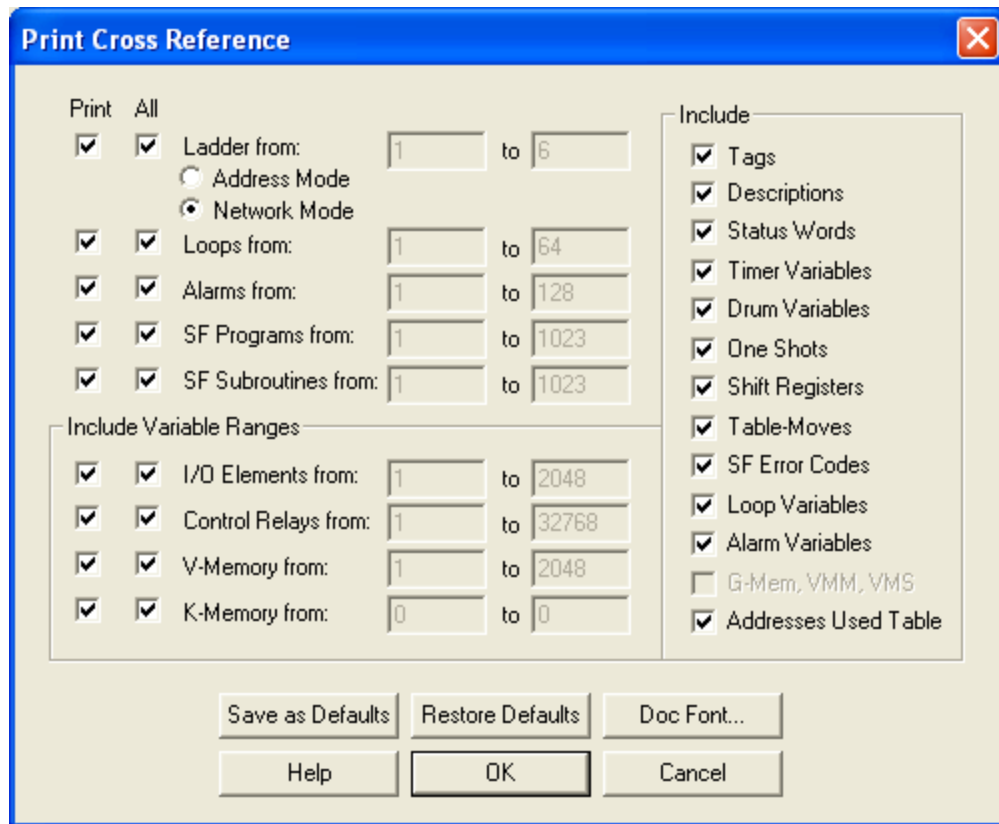 Print Cross Reference
Print All
Ladder from: 1 to 6
Address Mode
Network Mode
Loops from: 1 to 64
Alarms from: 1 to 128
SF Programs from: 1 to 1023
SF Subroutines from: 1 to 1023
Include Variable Ranges
I/O Elements from: 1 to 2048
Control Relays from: 1 to 32768
V-Memory from: 1 to 2048
K-Memory from: 0 to 0
Include
Tags
Descriptions
Status Words
Timer Variables
Drum Variables
One Shots
Shift Registers
Table-Moves
SF Error Codes
Loop Variables
Alarm Variables
G-Mem, VMM, VMS
Addresses Used Table
Save as Defaults Restore Defaults Doc Font...
Help OK Cancel